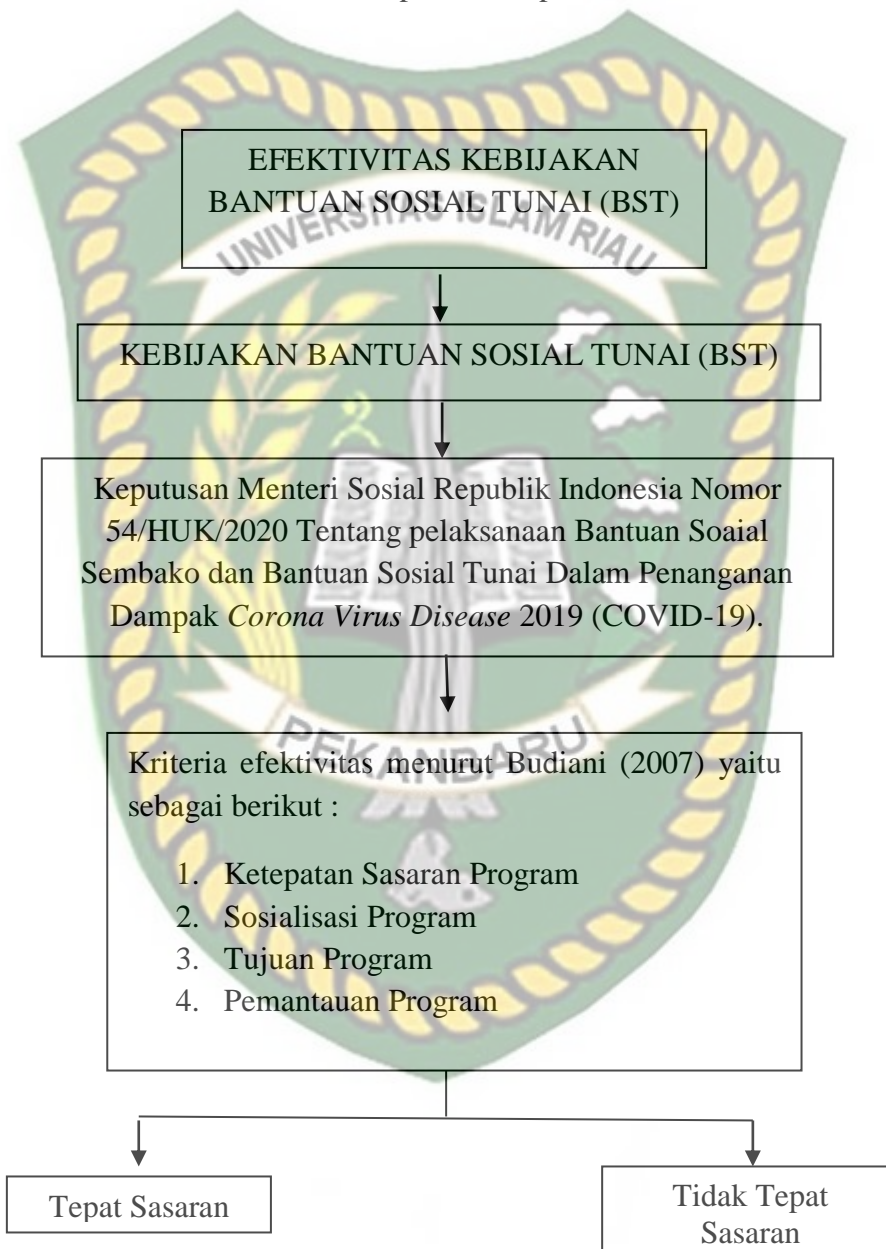 EFEKTIVITAS KEBIJAKAN
BANTUAN SOSIAL TUNAI (BST)
UNIVERSITAS ISLAM RIAU
KEBIJAKAN BANTUAN SOSIAL TUNAI (BST)
Keputusan Menteri Sosial Republik Indonesia Nomor
54/HUK/2020 Tentang pelaksanaan Bantuan Soaial
Sembako dan Bantuan Sosial Tunai Dalam Penanganan
Dampak Corona Virus Disease 2019 (COVID-19).
PEKANBARU
Kriteria efektivitas menurut Budiani (2007) yaitu
sebagai berikut :
1. Ketepatan Sasaran Program
2. Sosialisasi Program
3. Tujuan Program
4. Pemantauan Program
Tepat Sasaran
Tidak Tepat
Sasaran